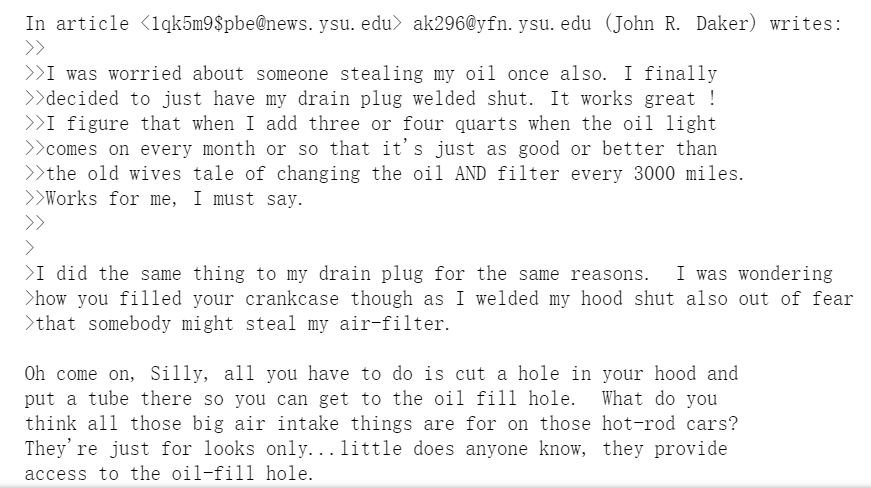 In article <1qk5m9$pbe@news.ysu.edu> ak296@yfn.ysu.edu (John R. Daker) writes:
>>
>>I was worried about someone stealing my oil once also. I finally
>>decided to just have my drain plug welded shut. It works great !
>>I figure that when I add three or four quarts when the oil light
>>comes on every month or so that it's just as good or better than
>>the old wives tale of changing the oil AND filter every 3000 miles.
>>Works for me, I must say.
>>
>
>I did the same thing to my drain plug for the same reasons.  I was wondering
>how you filled your crankcase though as I welded my hood shut also out of fear
>that somebody might steal my air-filter.

Oh come on, Silly, all you have to do is cut a hole in your hood and
put a tube there so you can get to the oil fill hole.  What do you
think all those big air intake things are for on those hot-rod cars?
They're just for looks only...little does anyone know, they provide
access to the oil-fill hole.